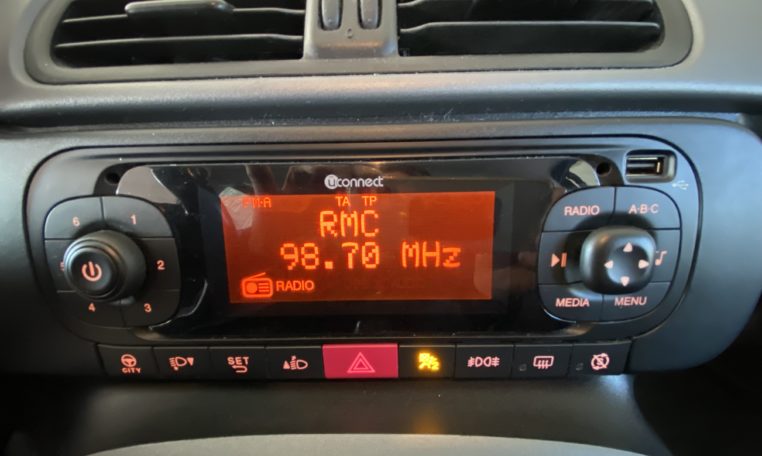 uconnect
FM:A TA TP
RMC
98.70 MHz
RADIO
6 1
5 2
4 3
RADIO A·B·C
MEDIA MENU
CITY
SET